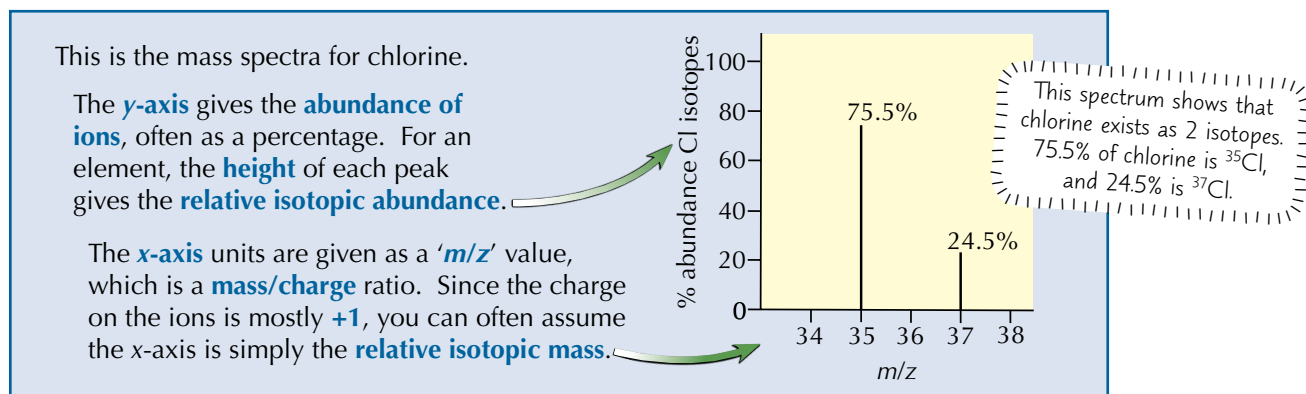 This is the mass spectra for chlorine.
The y-axis gives the abundance of
ions, often as a percentage. For an
element, the height of each peak
gives the relative isotopic abundance.
The x-axis units are given as a ‘m/z’ value,
which is a mass/charge ratio. Since the charge
on the ions is mostly +1, you can often assume
the x-axis is simply the relative isotopic mass.
% abundance Cl isotopes
100
80
60
40
20
0
75.5%
24.5%
34 35 36 37 38
m/z
This spectrum shows that
chlorine exists as 2 isotopes.
75.5% of chlorine is ³⁵Cl,
and 24.5% is ³⁷Cl.